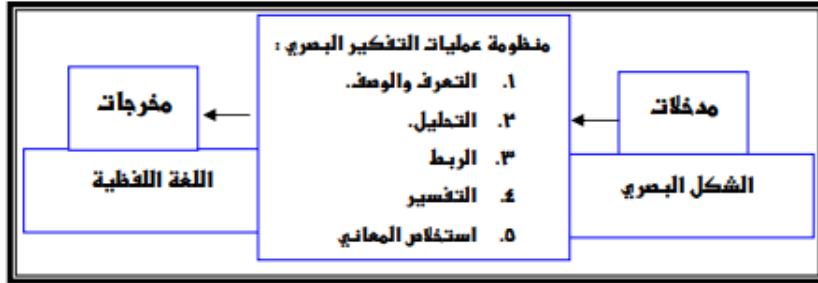 مدخلات
الشكل البصري
منظومة عمليات التفكير البصري :
١. التعرف والوصف.
٢. التحليل.
٣. الربط
٤. التفسير
٥. استخلاص المعاني
مخرجات
اللغة اللفظية